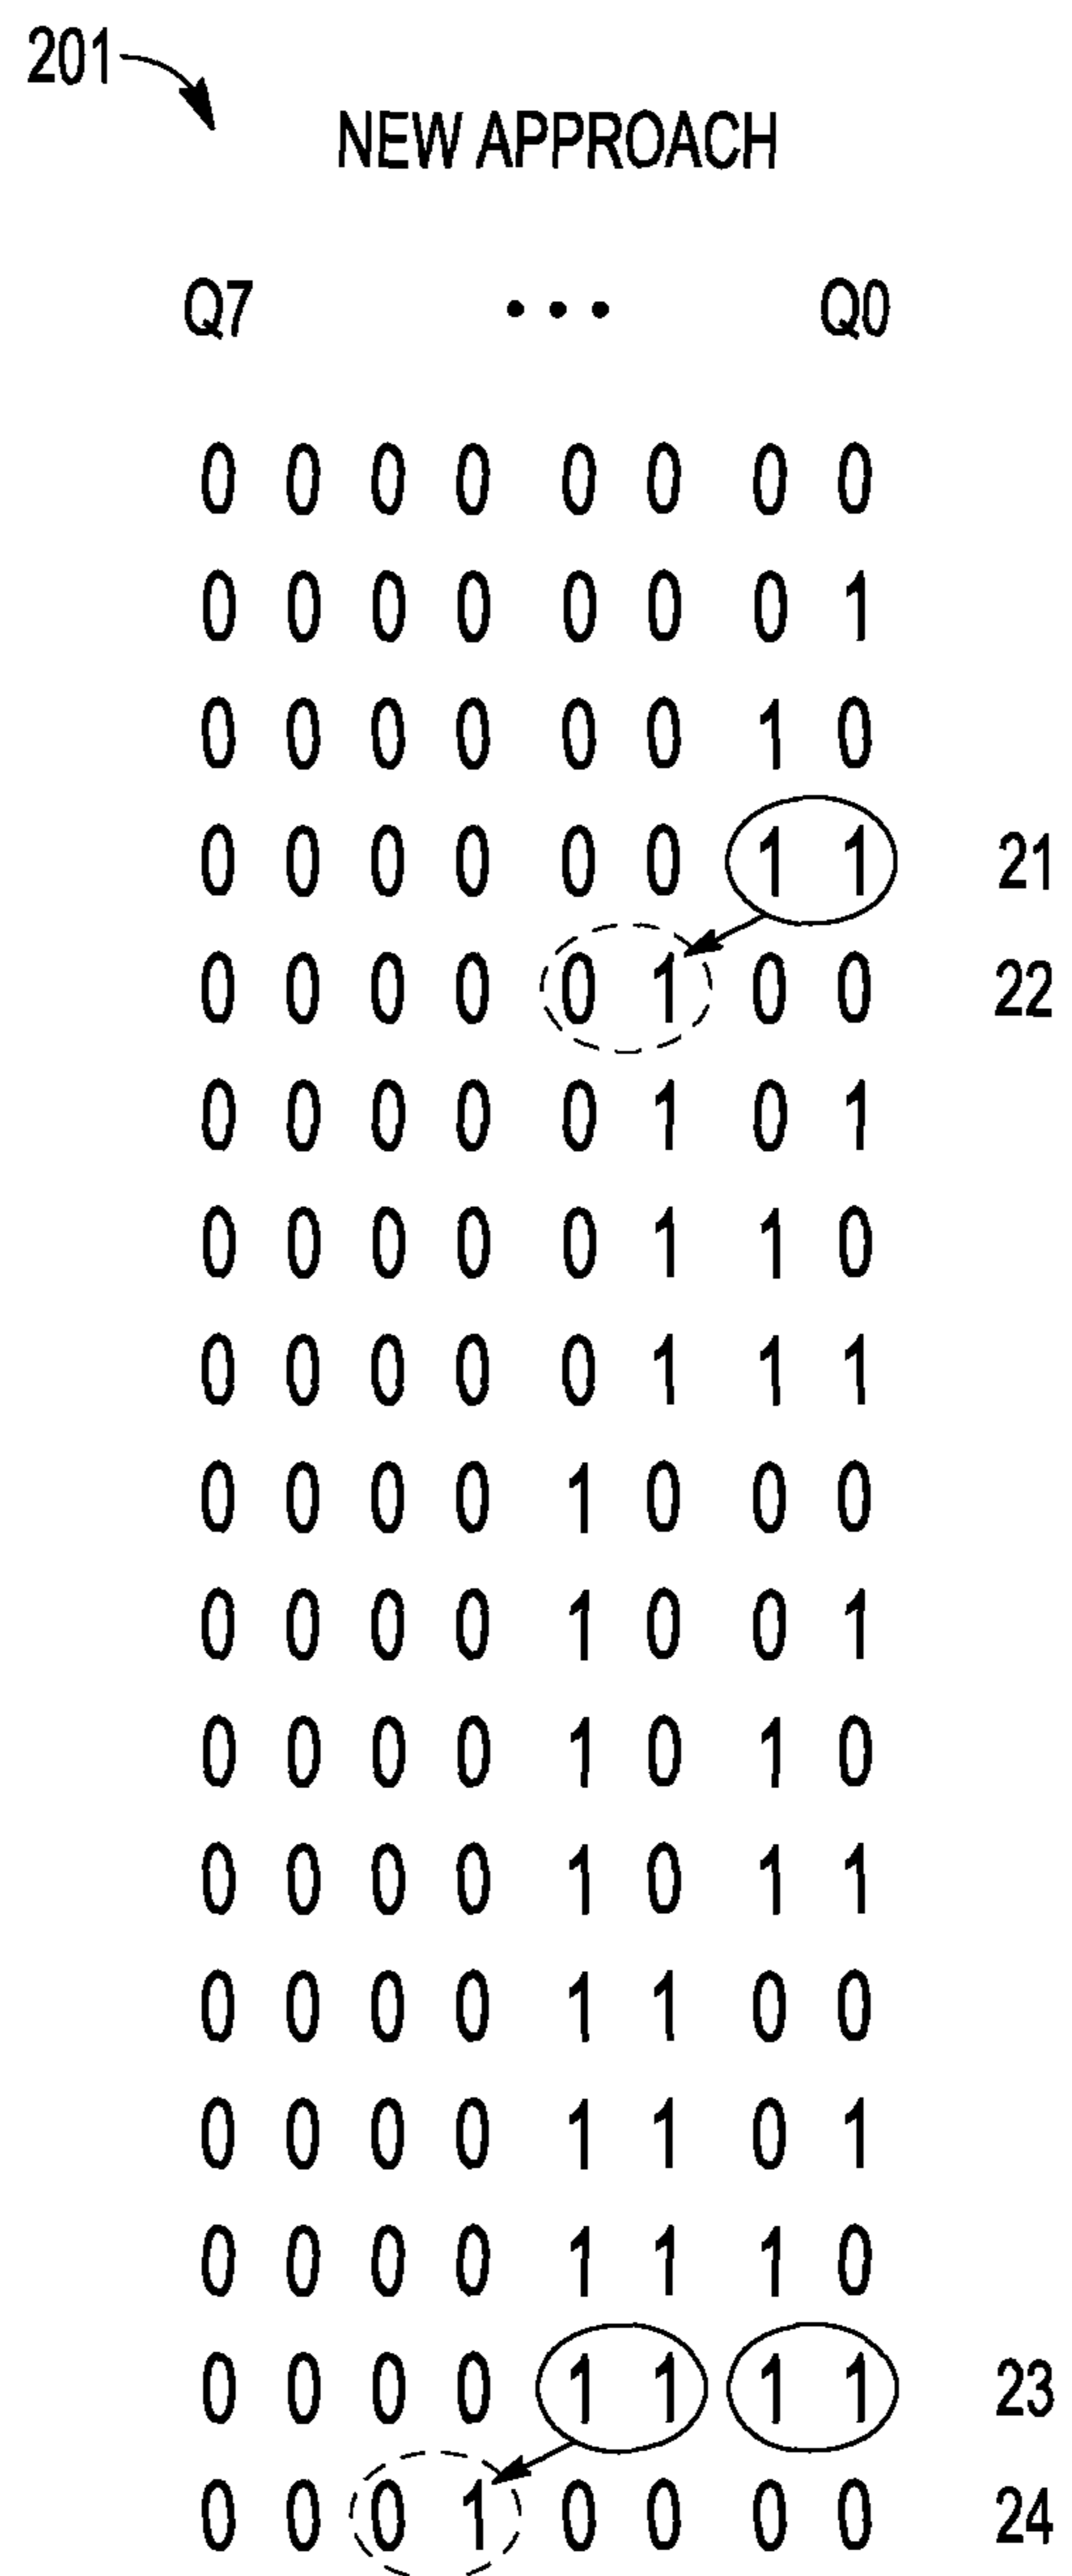 201
NEW APPROACH
Q7 ••• Q0
0 0 0 0 0 0 0 0
0 0 0 0 0 0 0 1
0 0 0 0 0 0 1 0
0 0 0 0 0 0 1 1 21
0 0 0 0 0 1 0 0 22
0 0 0 0 0 1 0 1
0 0 0 0 0 1 1 0
0 0 0 0 0 1 1 1
0 0 0 0 1 0 0 0
0 0 0 0 1 0 0 1
0 0 0 0 1 0 1 0
0 0 0 0 1 0 1 1
0 0 0 0 1 1 0 0
0 0 0 0 1 1 0 1
0 0 0 0 1 1 1 0
0 0 0 0 1 1 1 1 23
0 0 0 1 0 0 0 0 24